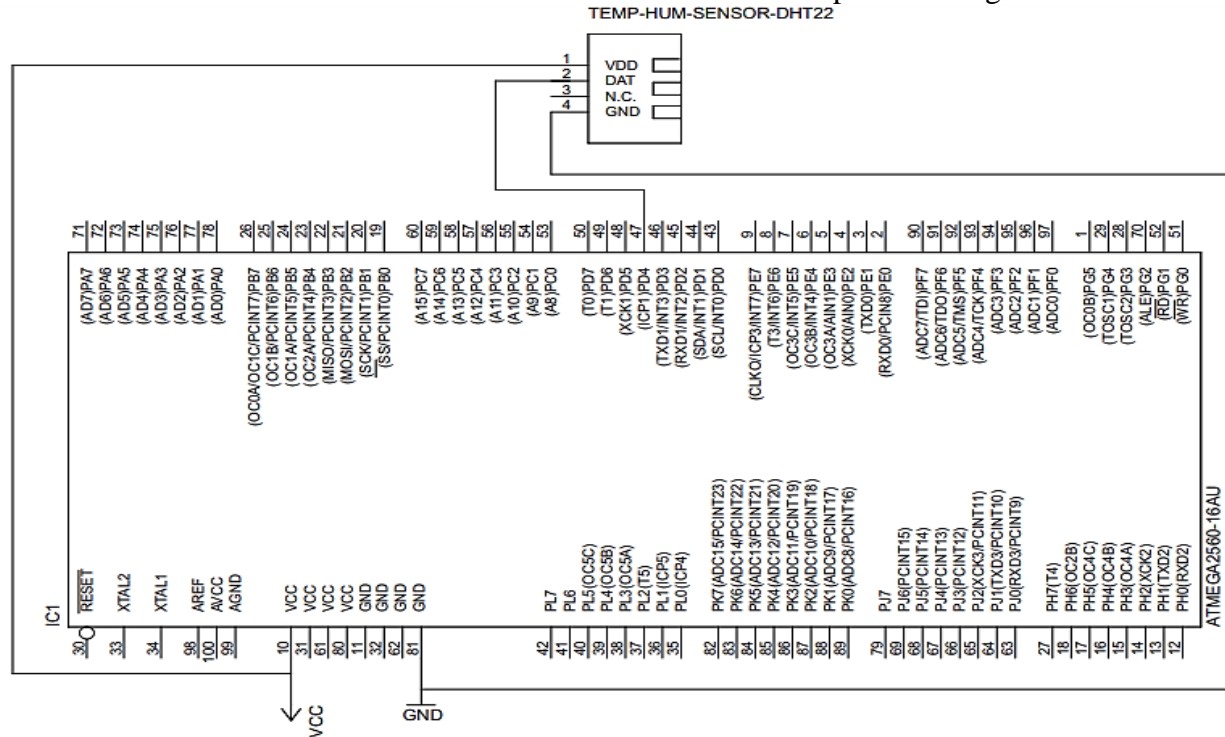 TEMP-HUM-SENSOR-DHT22
1 VDD
2 DAT
3 N.C.
4 GND
71
72
73
74
75
76
77
78
26
25
24
23
22
21
20
19
60
59
58
57
56
55
54
53
50
49
48
47
46
45
44
43
9
8
7
6
5
4
3
2
90
91
92
93
94
95
96
97
1
29
28
70
52
51
(AD7)PA7
(AD6)PA6
(AD5)PA5
(AD4)PA4
(AD3)PA3
(AD2)PA2
(AD1)PA1
(AD0)PA0
(OC0A/OC1C/PCINT7)PB7
(OC1B/PCINT6)PB6
(OC1A/PCINT5)PB5
(OC2A/PCINT4)PB4
(MISO/PCINT3)PB3
(MOSI/PCINT2)PB2
(SCK/PCINT1)PB1
(SS/PCINT0)PB0
(A15)PC7
(A14)PC6
(A13)PC5
(A12)PC4
(A11)PC3
(A10)PC2
(A9)PC1
(A8)PC0
(T0)PD7
(T1)PD6
(XCK1)PD5
(ICP1)PD4
(TXD1/INT3)PD3
(RXD1/INT2)PD2
(SDA/INT1)PD1
(SCL/INT0)PD0
(CLKO/ICP3/INT7)PE7
(T3/INT6)PE6
(OC3C/INT5)PE5
(OC3B/INT4)PE4
(OC3A/AIN1)PE3
(XCK0/AIN0)PE2
(TXD0)PE1
(RXD0/PCIN8)PE0
(ADC7/TDI)PF7
(ADC6/TDO)PF6
(ADC5/TMS)PF5
(ADC4/TCK)PF4
(ADC3)PF3
(ADC2)PF2
(ADC1)PF1
(ADC0)PF0
(OC0B)PG5
(TOSC1)PG4
(TOSC2)PG3
(ALE)PG2
(RD)PG1
(WR)PG0
IC1
RESET
XTAL2
XTAL1
AREF
AVCC
AGND
VCC
VCC
VCC
VCC
GND
GND
GND
GND
PL7
PL6
PL5(OC5C)
PL4(OC5B)
PL3(OC5A)
PL2(T5)
PL1(ICP5)
PL0(ICP4)
PK7(ADC15/PCINT23)
PK6(ADC14/PCINT22)
PK5(ADC13/PCINT21)
PK4(ADC12/PCINT20)
PK3(ADC11/PCINT19)
PK2(ADC10/PCINT18)
PK1(ADC9/PCINT17)
PK0(ADC8/PCINT16)
PJ7
PJ6(PCINT15)
PJ5(PCINT14)
PJ4(PCINT13)
PJ3(PCINT12)
PJ2(XCK3/PCINT11)
PJ1(TXD3/PCINT10)
PJ0(RXD3/PCINT9)
PH7(T4)
PH6(OC2B)
PH5(OC4C)
PH4(OC4B)
PH3(OC4A)
PH2(XCK2)
PH1(TXD2)
PH0(RXD2)
ATMEGA2560-16AU
30
33
34
98
100
99
10
31
61
80
11
32
62
81
42
41
40
39
38
37
36
35
82
83
84
85
86
87
88
89
79
69
68
67
66
65
64
63
27
18
17
16
15
14
13
12
VCC
GND